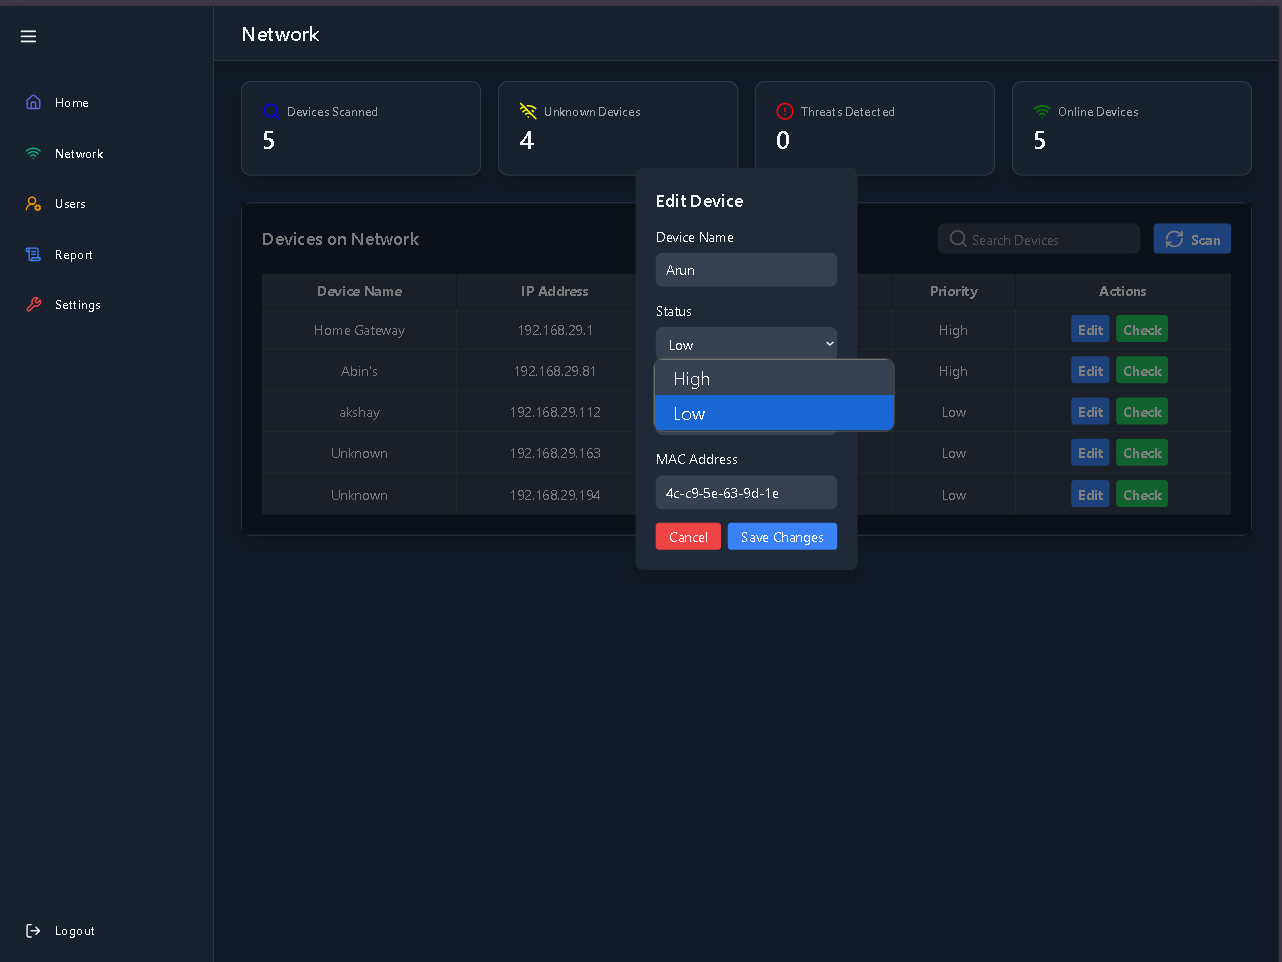 Network
Home
Network
Users
Report
Settings
Logout
Devices Scanned
5
Unknown Devices
4
Threats Detected
0
Online Devices
5
Devices on Network
Search Devices
Scan
Device Name IP Address Priority Actions
Home Gateway 192.168.29.1 High Edit Check
Abin's 192.168.29.81 High Edit Check
akshay 192.168.29.112 Low Edit Check
Unknown 192.168.29.163 Low Edit Check
Unknown 192.168.29.194 Low Edit Check
Edit Device
Device Name
Arun
Status
Low
High
Low
MAC Address
4c-c9-5e-63-9d-1e
Cancel Save Changes